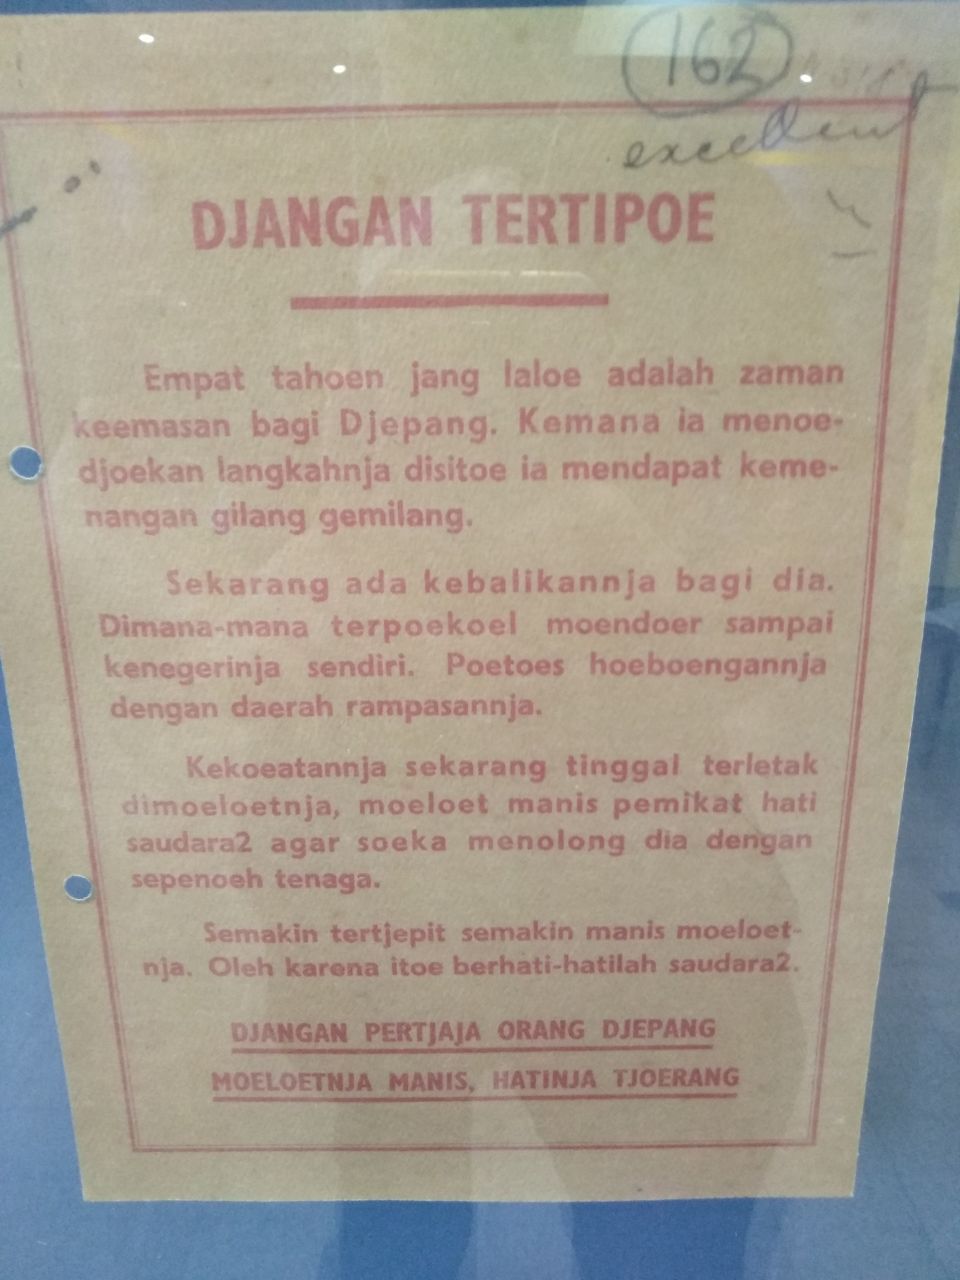 162
excellent
DJANGAN TERTIPOE
Empat tahoen jang laloe adalah zaman
keemasan bagi Djepang. Kemana ia menoe-
djoekan langkahnja disitoe ia mendapat keme-
nangan gilang gemilang.
Sekarang ada kebalikannja bagi dia.
Dimana-mana terpoekoel moendoer sampai
kenegerinja sendiri. Poetoes hoeboengannja
dengan daerah rampasannja.
Kekoeatannja sekarang tinggal terletak
dimoeloetnja, moeloet manis pemikat hati
saudara2 agar soeka menolong dia dengan
sepenoeh tenaga.
Semakin tertjepit semakin manis moeloet-
nja. Oleh karena itoe berhati-hatilah saudara2.
DJANGAN PERTJAJA ORANG DJEPANG
MOELOETNJA MANIS, HATINJA TJOERANG